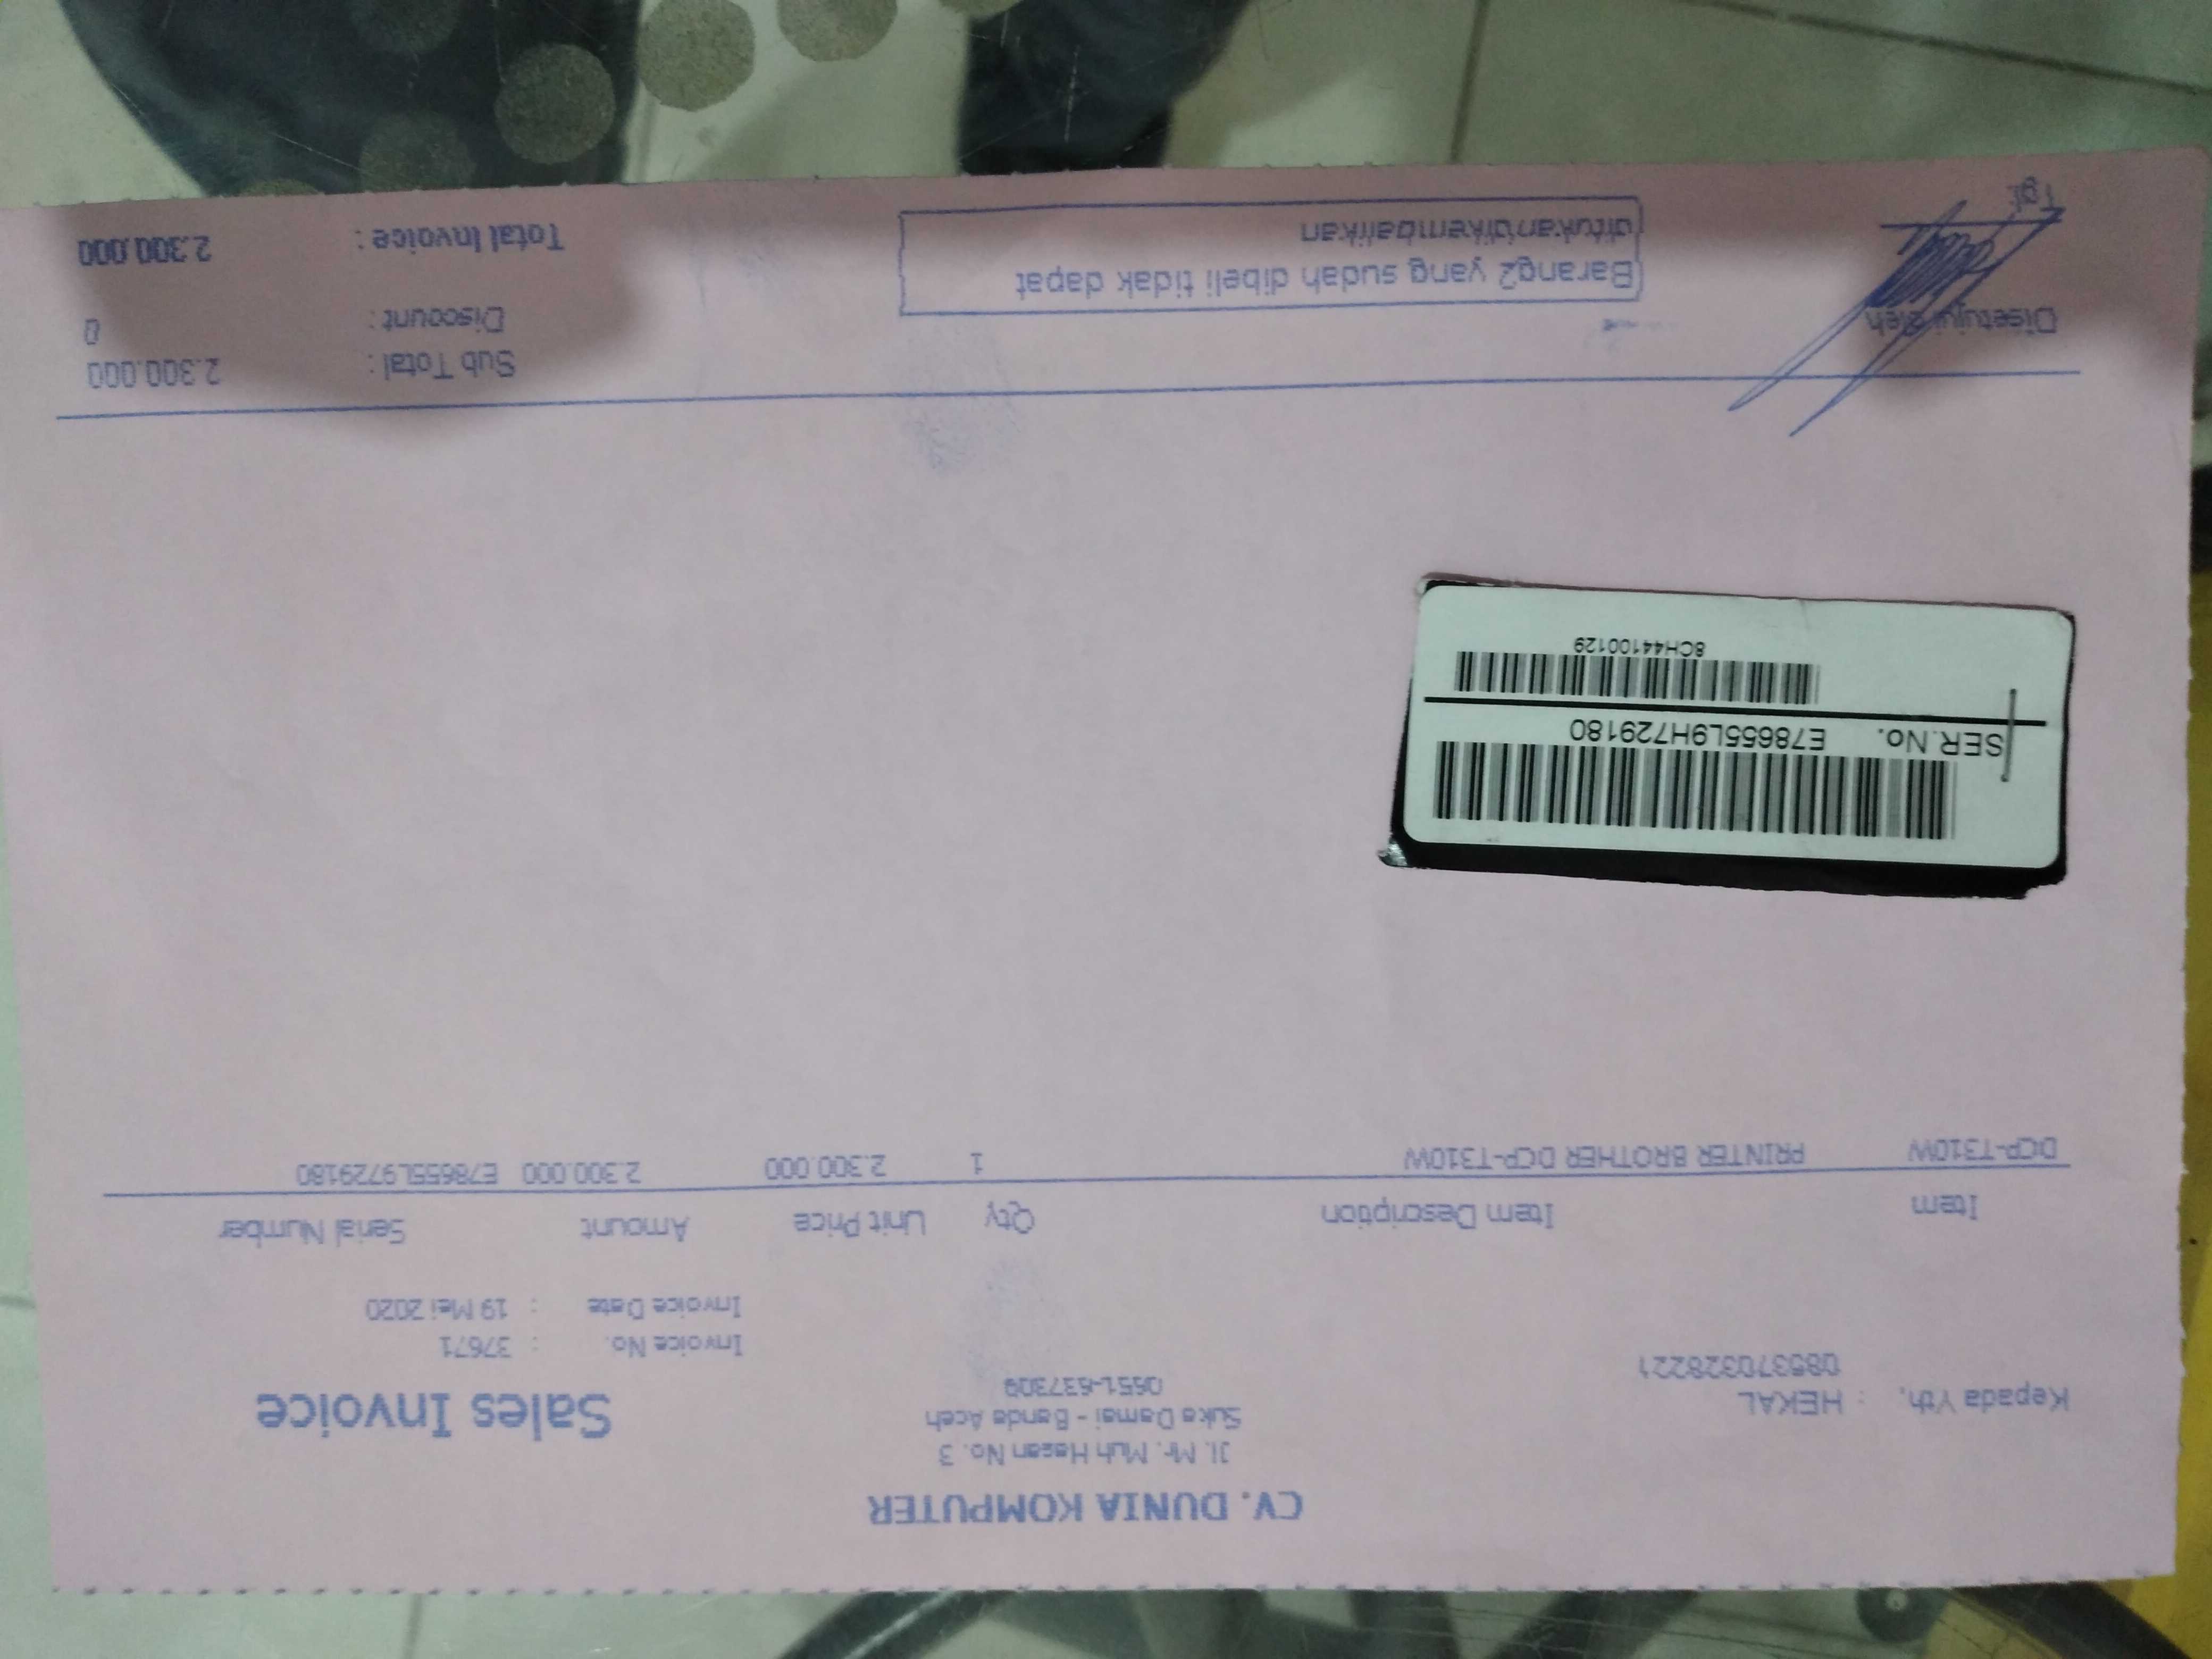 CV. DUNIA KOMPUTER
Jl. Mr. Muh Hasan No. 3
Suka Damai - Banda Aceh
0651-637309
Kepada Yth, : HEKAL
085370328221
Sales Invoice
Invoice No. : 37671
Invoice Date : 19 Mei 2020
Item Item Description Qty Unit Price Amount Serial Number
DCP-T310W PRINTER BROTHER DCP-T310W 1 2.300.000 2.300.000 E78655L9729180
SER.No. E78655L9H729180
8CH44100129
Disetujui oleh
Tgl.
Barang2 yang sudah dibeli tidak dapat
ditukan/dikembalikan
Sub Total : 2.300.000
Discount : 0
Total Invoice : 2.300.000